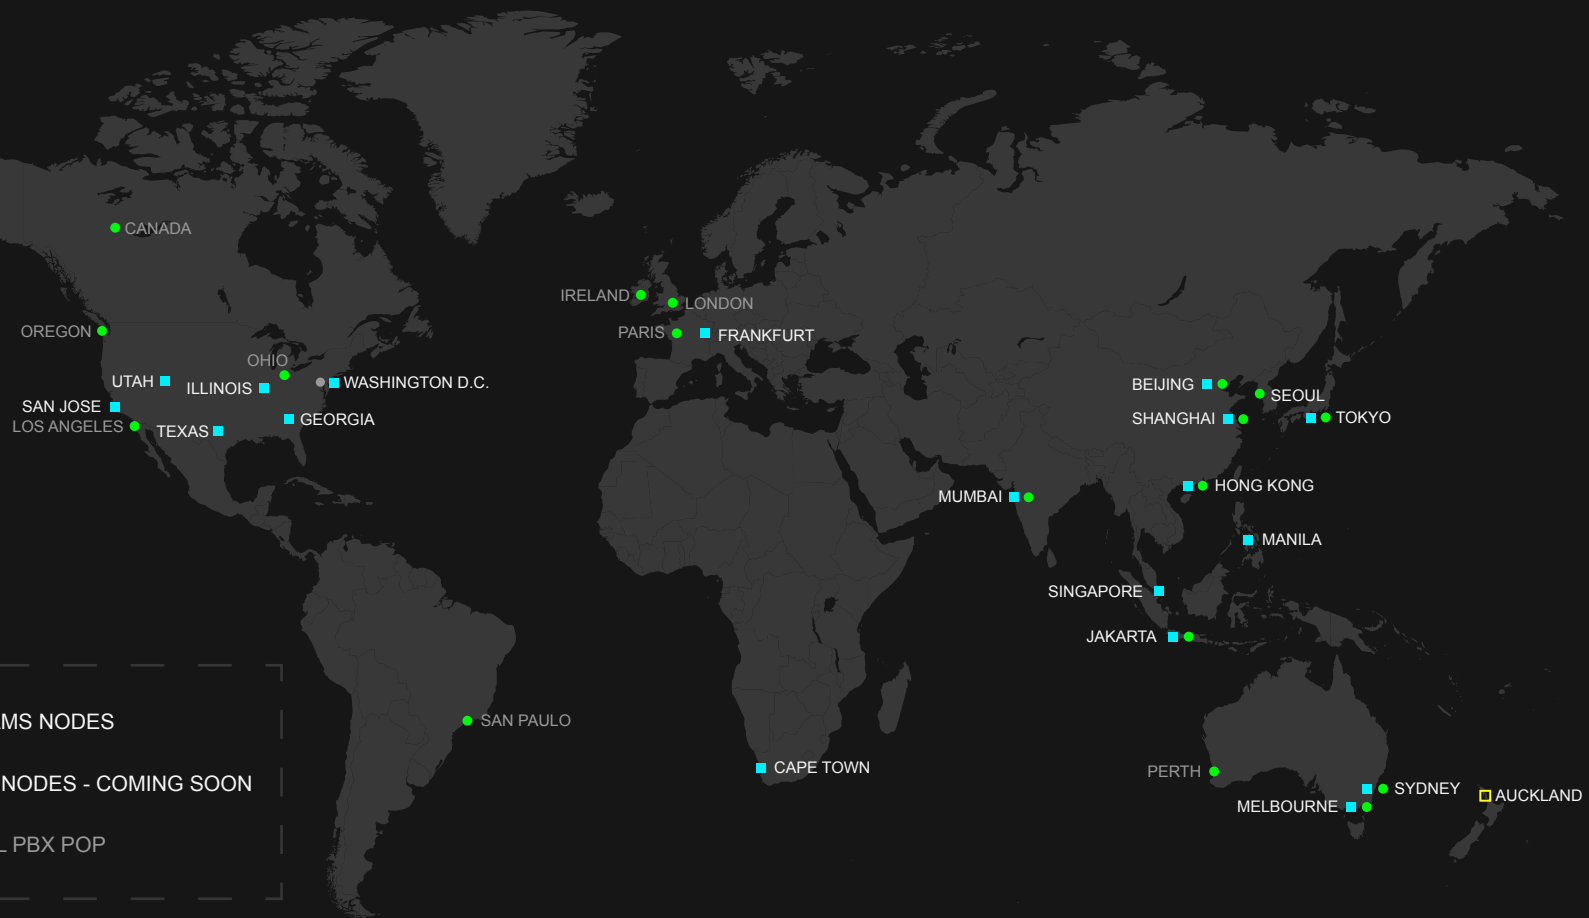 CANADA
IRELAND
LONDON
OREGON
PARIS
FRANKFURT
OHIO
UTAH
ILLINOIS
WASHINGTON D.C.
BEIJING
SEOUL
SAN JOSE
GEORGIA
SHANGHAI
TOKYO
LOS ANGELES
TEXAS
HONG KONG
MUMBAI
MANILA
SINGAPORE
JAKARTA
SAN PAULO
CAPE TOWN
PERTH
SYDNEY
AUCKLAND
MELBOURNE
NODES
NODES - COMING SOON
PBX POP